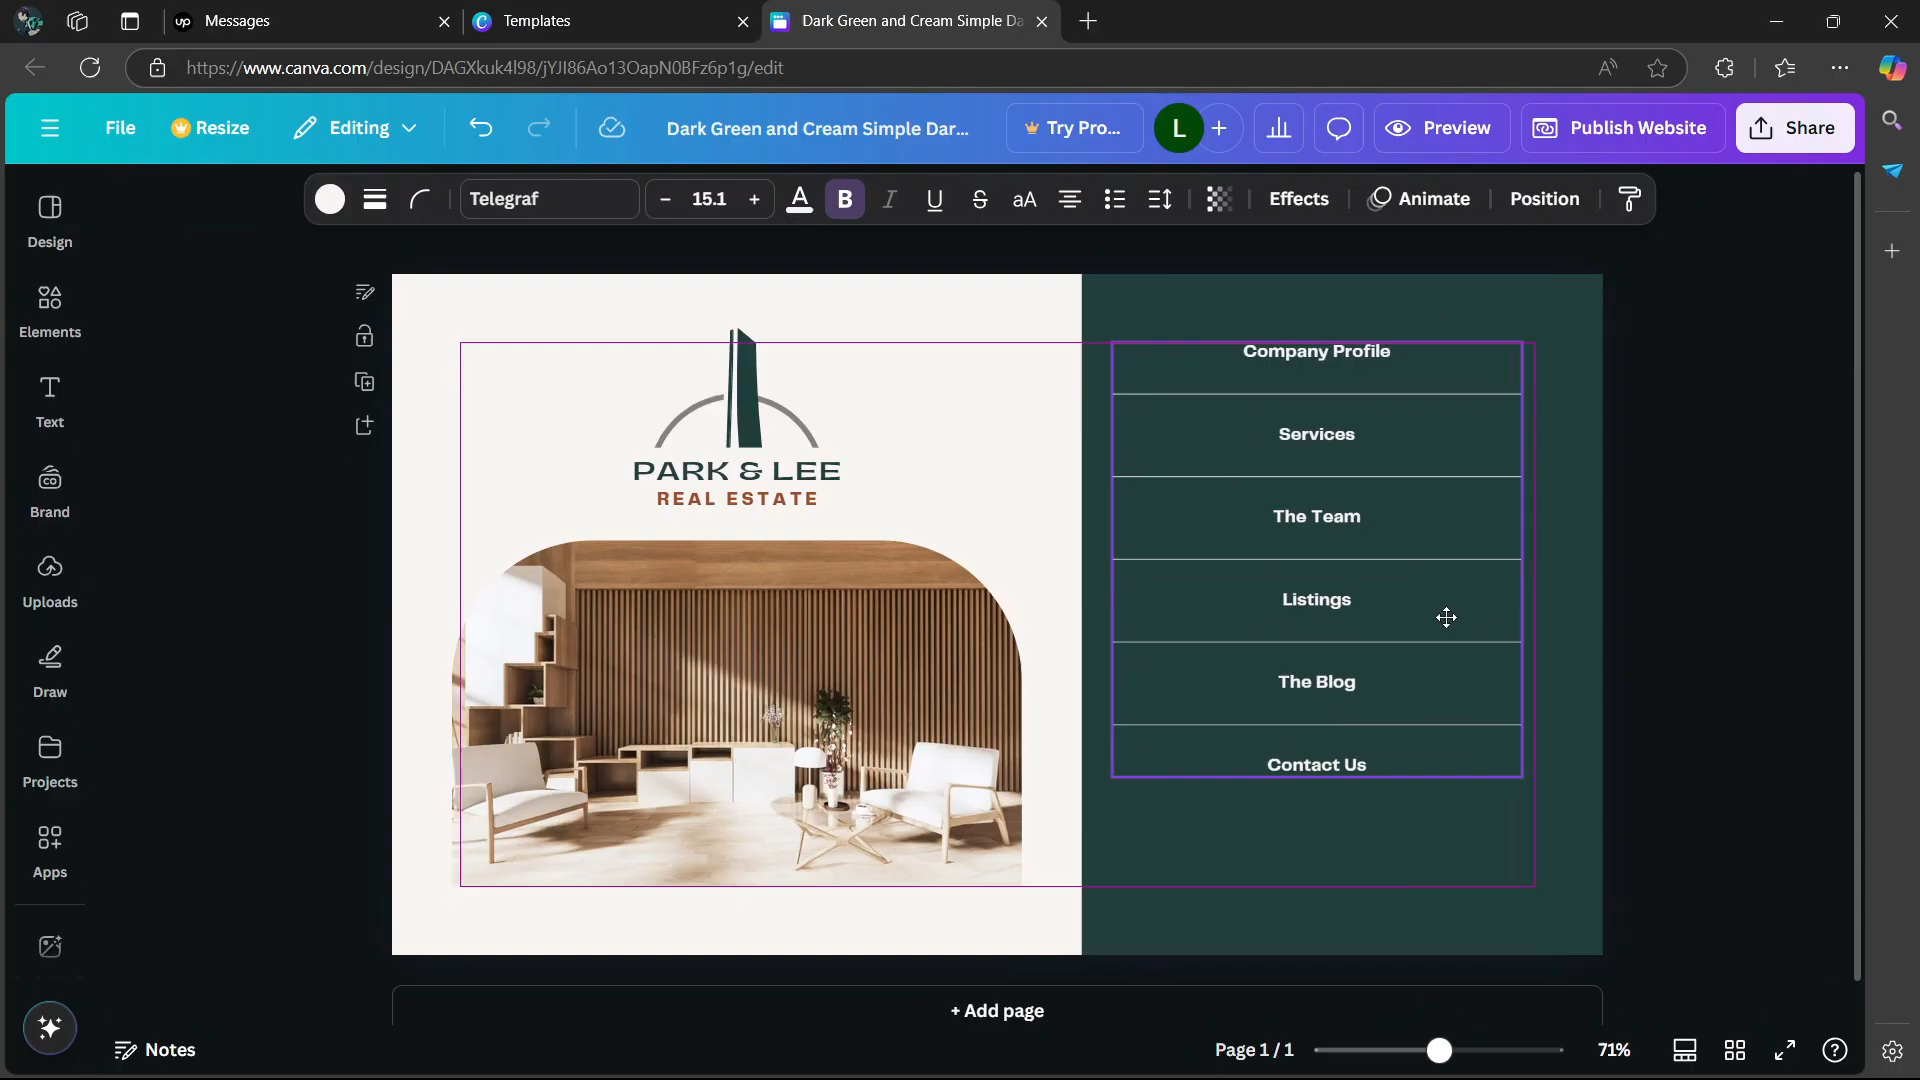 Messages
Templates
Dark Green and Cream Simple Da
https://www.canva.com/design/DAGXkuk4l98/jYJI86Ao13OapN0BFz6p1g/edit
File
Resize
Editing
Dark Green and Cream Simple Dar...
Try Pro...
L
Preview
Publish Website
Share
Telegraf
15.1
Effects
Animate
Position
Design
Elements
Text
Brand
Uploads
Draw
Projects
Apps
PARK & LEE
REAL ESTATE
Company Profile
Services
The Team
Listings
The Blog
Contact Us
+ Add page
Notes
Page 1 / 1
71%